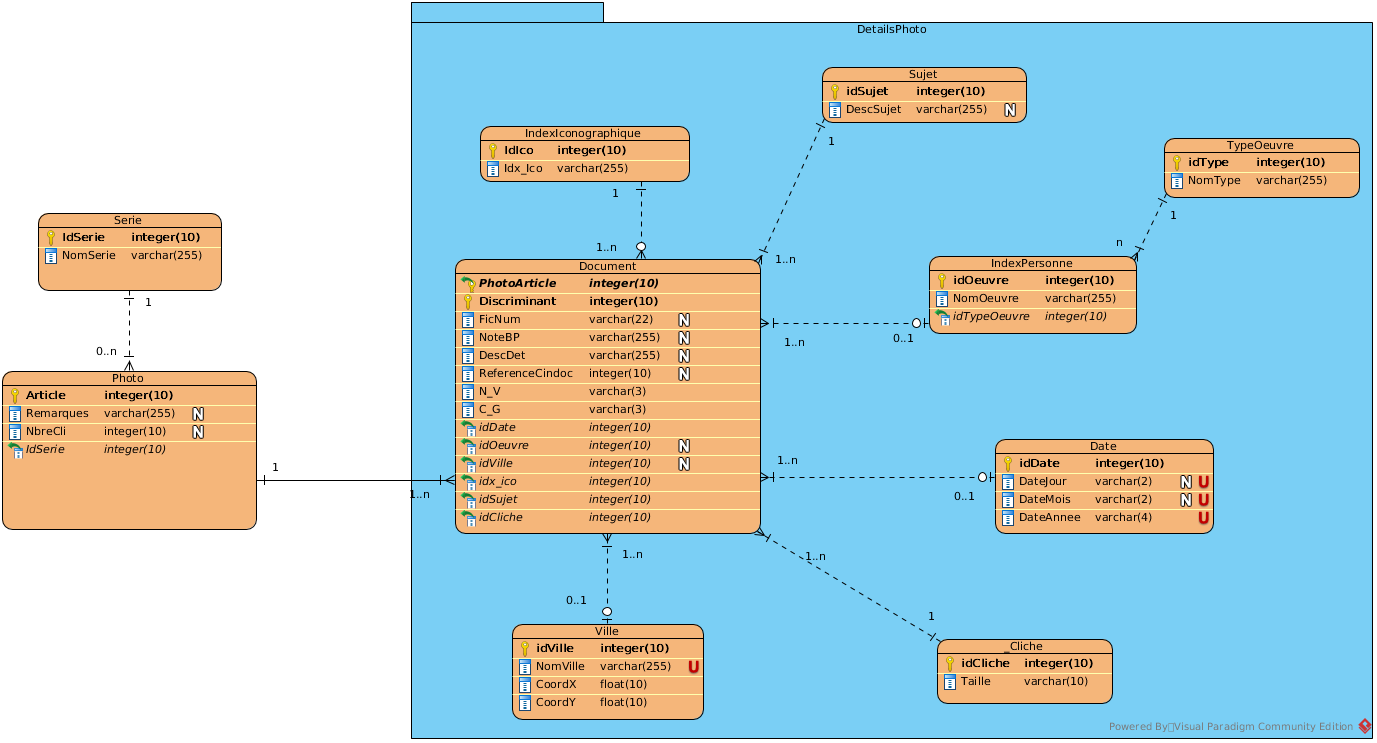 DetailsPhoto
Sujet
idSujet integer(10)
DescSujet varchar(255) N
1
1..n
IndexIconographique
IdIco integer(10)
Idx_Ico varchar(255)
1
1..n
TypeOeuvre
idType integer(10)
NomType varchar(255)
1
n
Serie
IdSerie integer(10)
NomSerie varchar(255)
1
0..n
IndexPersonne
idOeuvre integer(10)
NomOeuvre varchar(255)
idTypeOeuvre integer(10)
1..n
0..1
Document
PhotoArticle integer(10)
Discriminant integer(10)
FicNum varchar(22) N
NoteBP varchar(255) N
DescDet varchar(255) N
ReferenceCindoc integer(10) N
N_V varchar(3)
C_G varchar(3)
idDate integer(10)
idOeuvre integer(10) N
idVille integer(10) N
idx_ico integer(10)
idSujet integer(10)
idCliche integer(10)
Photo
Article integer(10)
Remarques varchar(255) N
NbreCli integer(10) N
IdSerie integer(10)
1
1..n
Date
idDate integer(10)
DateJour varchar(2) N U
DateMois varchar(2) N U
DateAnnee varchar(4) U
1..n
0..1
1..n
0..1
Ville
idVille integer(10)
NomVille varchar(255) U
CoordX float(10)
CoordY float(10)
1..n
1
_Cliche
idCliche integer(10)
Taille varchar(10)
Powered By Visual Paradigm Community Edition